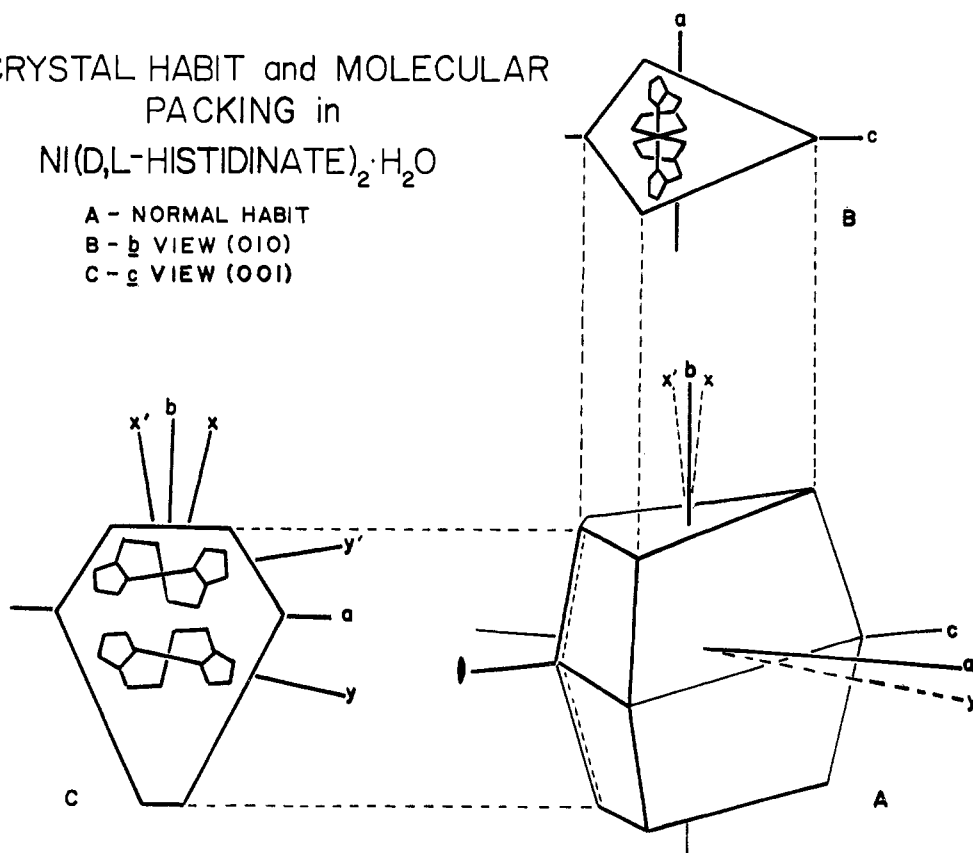 CRYSTAL HABIT and MOLECULAR
PACKING in
NI(D,L-HISTIDINATE)₂·H₂O
A - NORMAL HABIT
B - b VIEW (010)
C - c VIEW (001)
a
c
B
x' b x
c
a
y
A
x' b x
y'
a
y
C